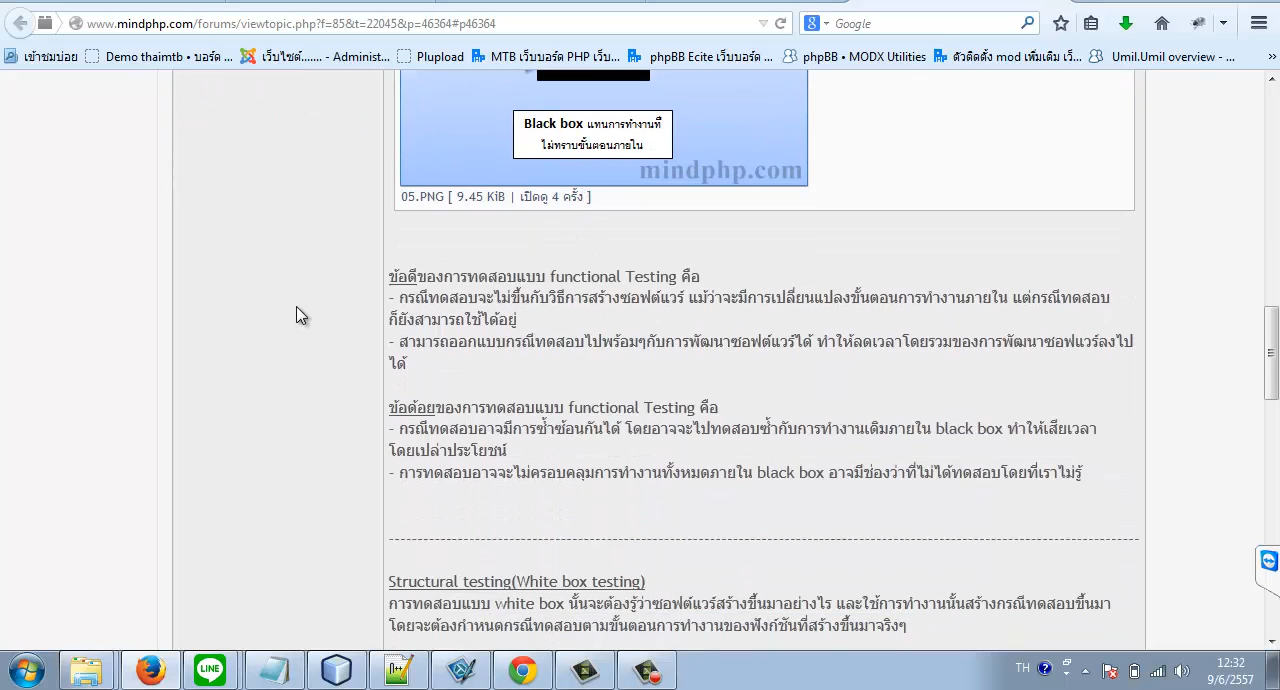 www.mindphp.com/forums/viewtopic.php?f=85&t=22045&p=46364#p46364
Google
เข้าชมบ่อย
Demo thaimtb • บอร์ด ...
เว็บไซต์....... - Administ...
Plupload
MTB เว็บบอร์ด PHP เว็บ...
phpBB Ecite เว็บบอร์ด ...
phpBB • MODX Utilities
ตัวติดตั้ง mod เพิ่มเติม เว็...
Umil.Umil overview - ...
Black box แทนการทำงานที่
ไม่ทราบขั้นตอนภายใน
mindphp.com
05.PNG [ 9.45 KiB | เปิดดู 4 ครั้ง ]
ข้อดีของการทดสอบแบบ functional Testing คือ
- กรณีทดสอบจะไม่ขึ้นกับวิธีการสร้างซอฟต์แวร์ แม้ว่าจะมีการเปลี่ยนแปลงขั้นตอนการทำงานภายใน แต่กรณีทดสอบ
ก็ยังสามารถใช้ได้อยู่
- สามารถออกแบบกรณีทดสอบไปพร้อมๆกับการพัฒนาซอฟต์แวร์ได้ ทำให้ลดเวลาโดยรวมของการพัฒนาซอฟแวร์ลงไป
ได้
ข้อด้อยของการทดสอบแบบ functional Testing คือ
- กรณีทดสอบอาจมีการซ้ำซ้อนกันได้ โดยอาจจะไปทดสอบซ้ำกับการทำงานเดิมภายใน black box ทำให้เสียเวลา
โดยเปล่าประโยชน์
- การทดสอบอาจจะไม่ครอบคลุมการทำงานทั้งหมดภายใน black box อาจมีช่องว่าที่ไม่ได้ทดสอบโดยที่เราไม่รู้
Structural testing(White box testing)
การทดสอบแบบ white box นั้นจะต้องรู้ว่าซอฟต์แวร์สร้างขึ้นมาอย่างไร และใช้การทำงานนั้นสร้างกรณีทดสอบขึ้นมา
โดยจะต้องกำหนดกรณีทดสอบตามขั้นตอนการทำงานของฟังก์ชันที่สร้างขึ้นมาจริงๆ
LINE
TH
12:32
9/6/2557